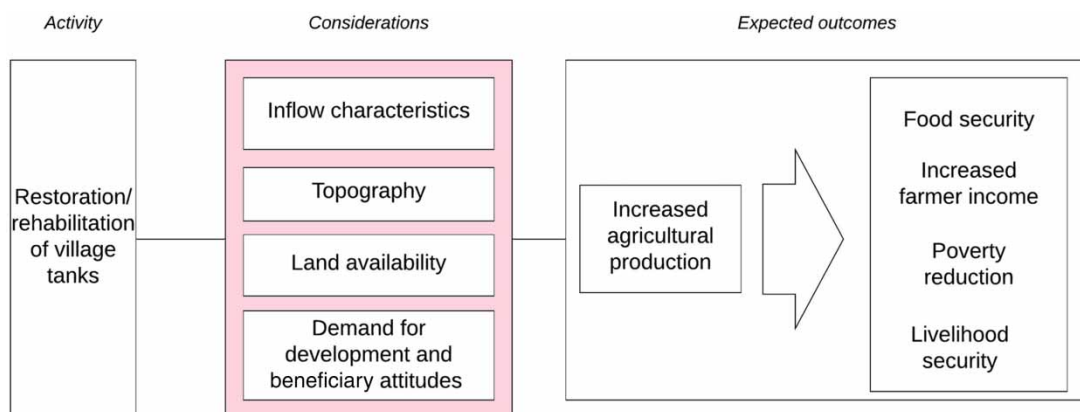 Activity
Considerations
Expected outcomes
Restoration/
rehabilitation
of village
tanks
Inflow characteristics
Topography
Land availability
Demand for
development and
beneficiary attitudes
Increased
agricultural
production
Food security
Increased
farmer income
Poverty
reduction
Livelihood
security